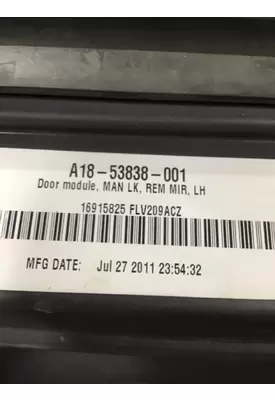 A18-53838-001
Door module, MAN LK, REM MIR, LH
16915825 FLV209ACZ
MFG DATE: Jul 27 2011 23:54:32